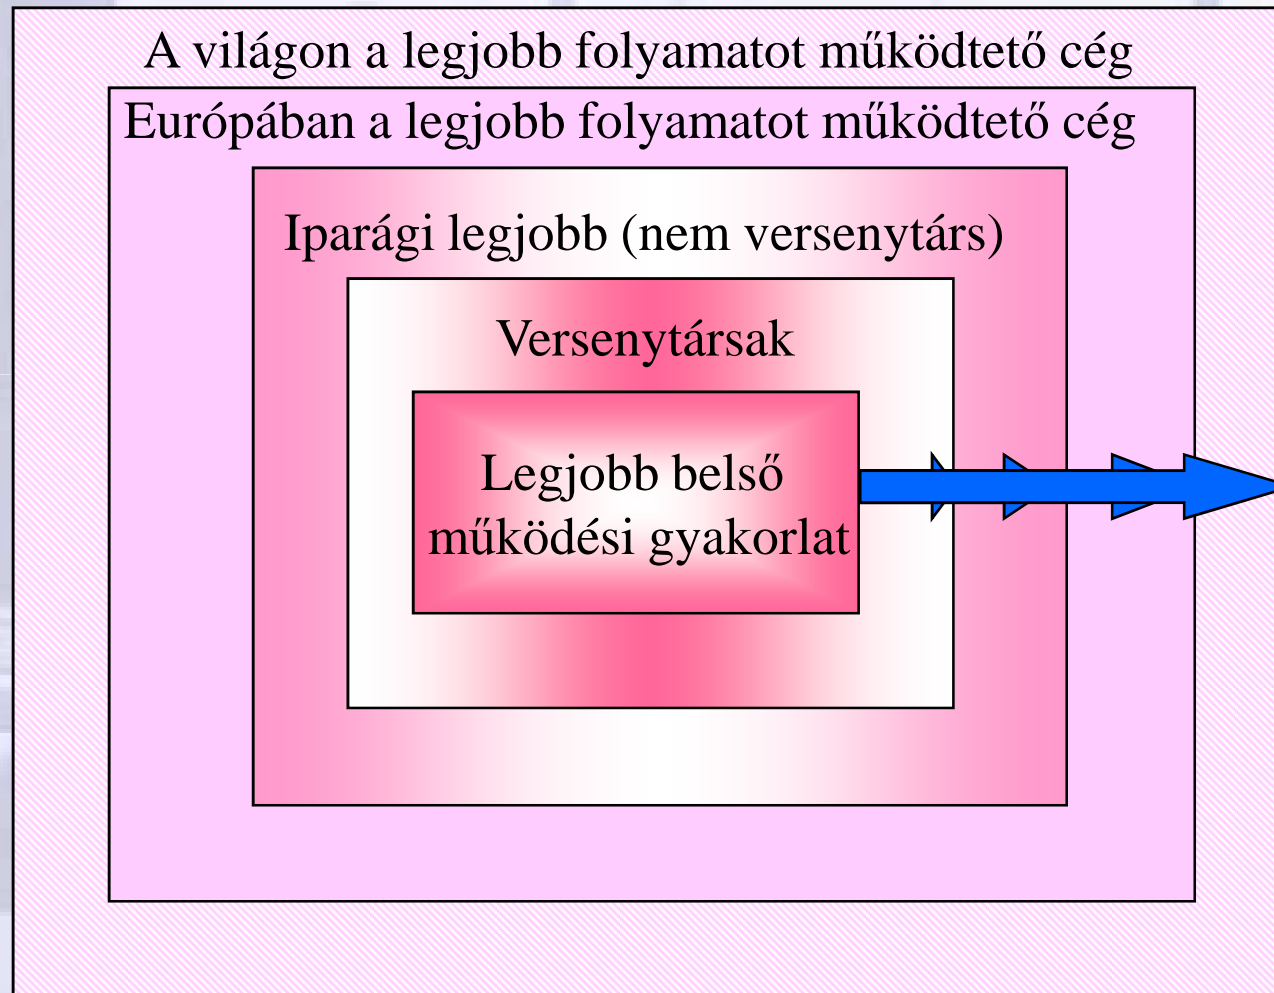 A világon a legjobb folyamatot működtető cég
Európában a legjobb folyamatot működtető cég
Iparági legjobb (nem versenytárs)
Versenytársak
Legjobb belső
működési gyakorlat